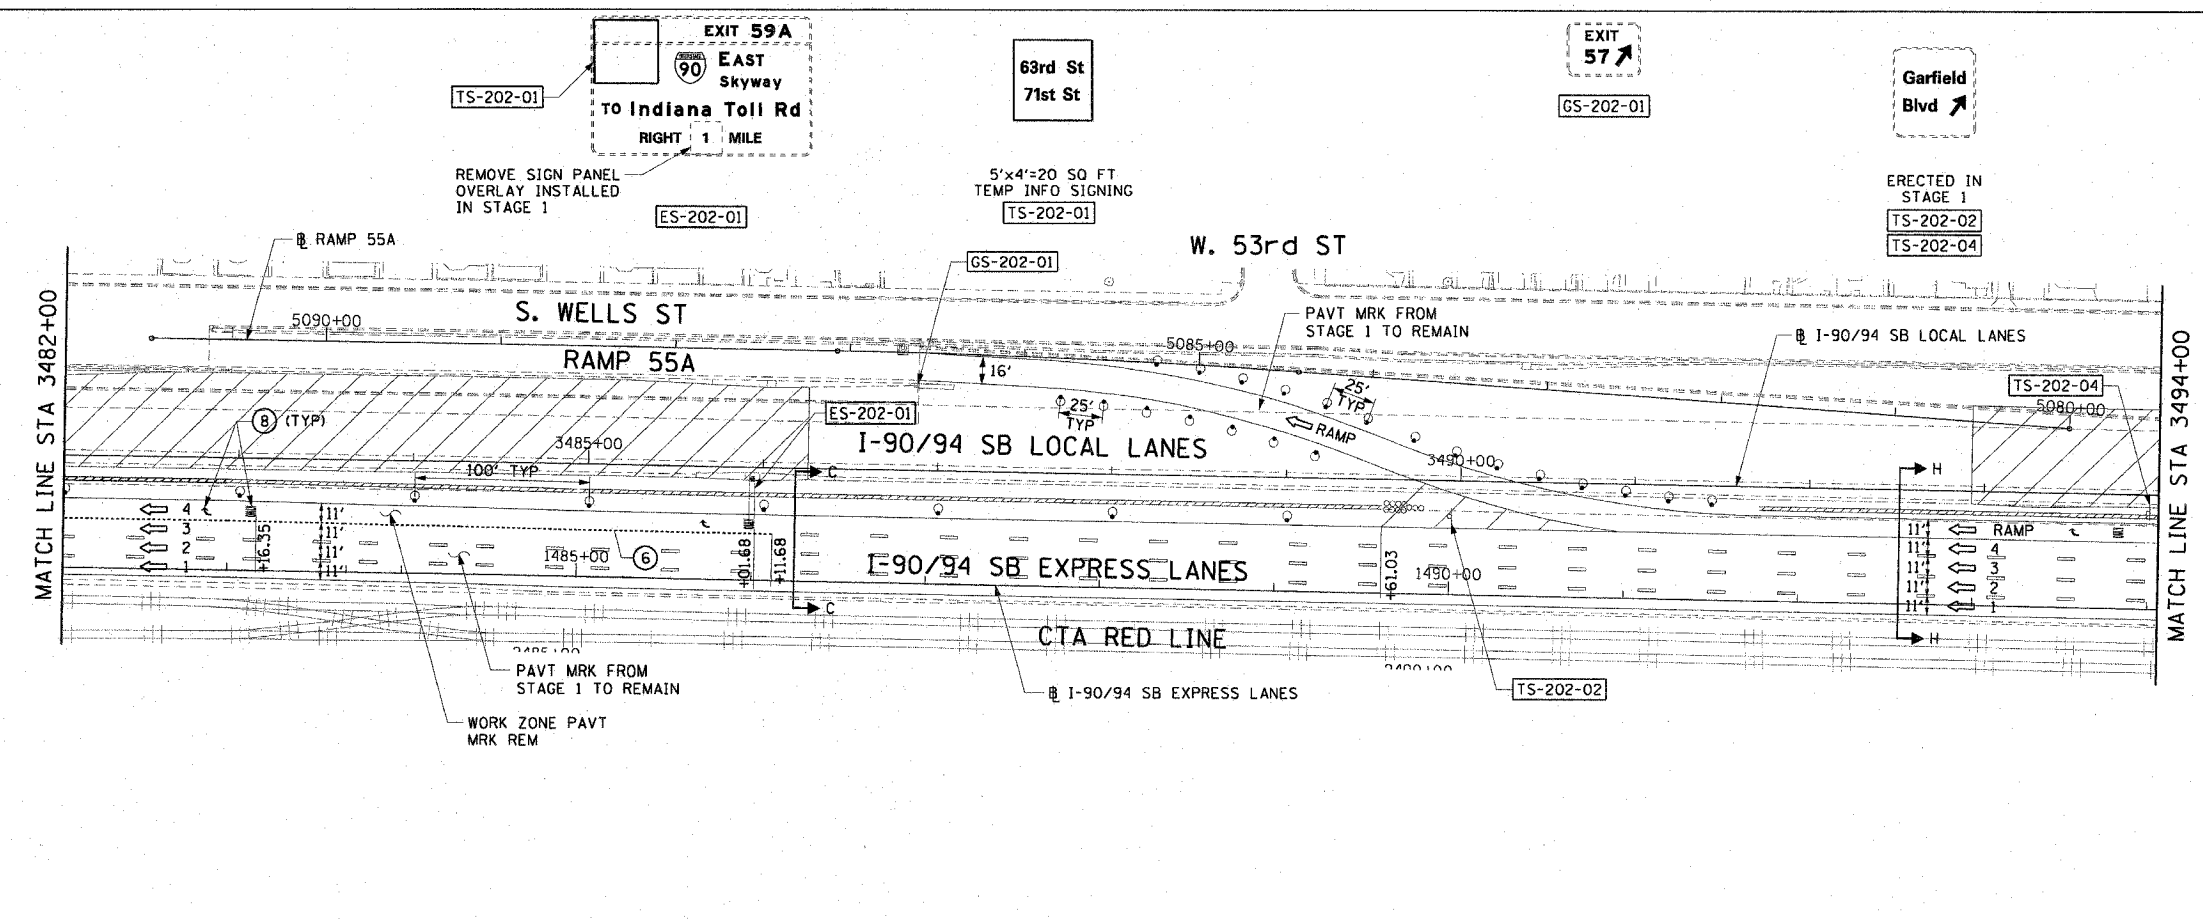 EXIT 59A
INTERSTATE
90 EAST
Skyway
TO Indiana Toll Rd
RIGHT 1 MILE
TS-202-01
REMOVE SIGN PANEL
OVERLAY INSTALLED
IN STAGE 1
ES-202-01
63rd St
71st St
5'x4'=20 SQ FT
TEMP INFO SIGNING
TS-202-01
EXIT
57
GS-202-01
Garfield
Blvd
ERECTED IN
STAGE 1
TS-202-02
TS-202-04
℄ RAMP 55A
GS-202-01
W. 53rd ST
MATCH LINE STA 3482+00
S. WELLS ST
5090+00
RAMP 55A
16'
5085+00
PAVT MRK FROM
STAGE 1 TO REMAIN
℄ I-90/94 SB LOCAL LANES
TS-202-04
5080+00
MATCH LINE STA 3494+00
8 (TYP)
ES-202-01
25'
TYP
25'
TYP
RAMP
I-90/94 SB LOCAL LANES
3485+00
100' TYP
3490+00
C
H
4
3
2
1
+16.35
11'
11'
11'
11'
1485+00
6
+01.68
+11.68
I-90/94 SB EXPRESS LANES
+61.03
1490+00
11'
11'
11'
11'
11'
RAMP
4
3
2
1
C
H
CTA RED LINE
3485+00
3490+00
PAVT MRK FROM
STAGE 1 TO REMAIN
℄ I-90/94 SB EXPRESS LANES
TS-202-02
WORK ZONE PAVT
MRK REM